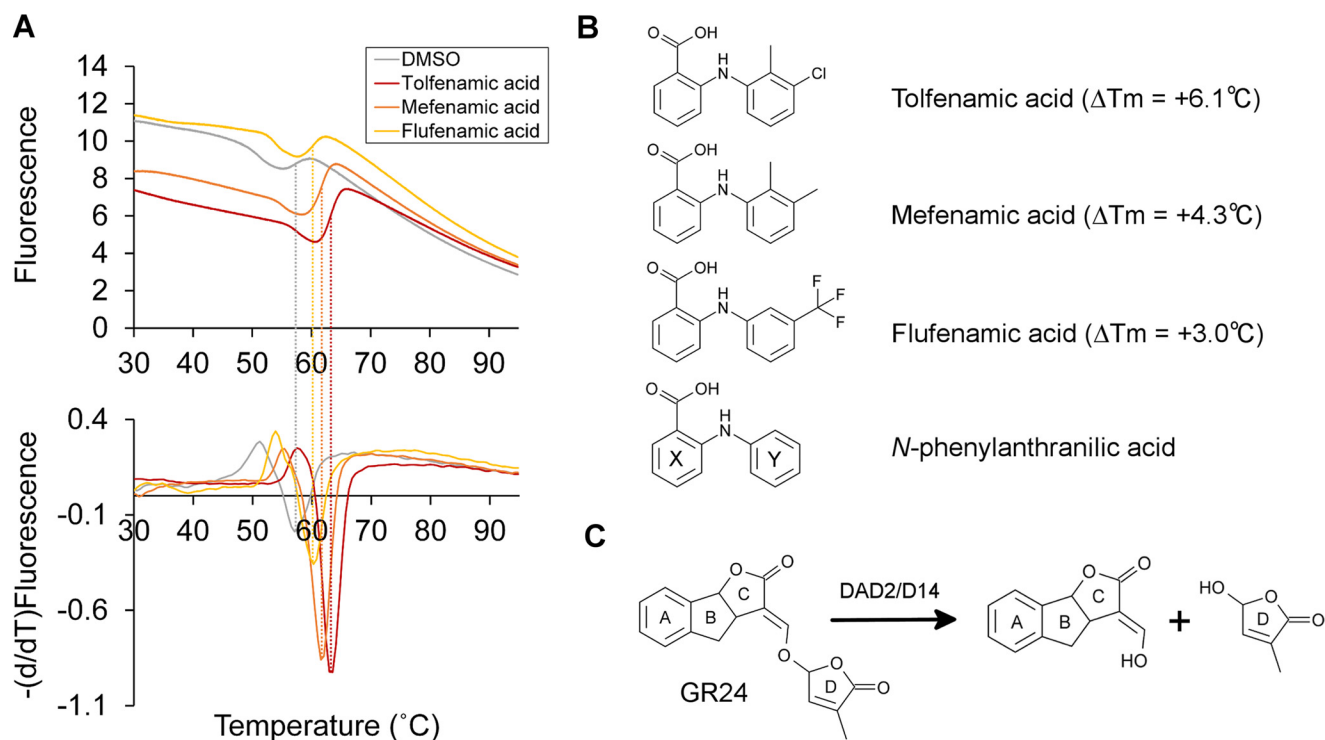 A
DMSO
Tolfenamic acid
Mefenamic acid
Flufenamic acid
Fluorescence
14
12
10
8
6
4
2
0
30 40 50 60 70 80 90
-(d/dT)Fluorescence
0.4
-0.1
-0.6
-1.1
30 40 50 60 70 80 90
Temperature (˚C)
B
O OH
H
N
Cl
Tolfenamic acid (ΔTm = +6.1ºC)
O OH
H
N
Mefenamic acid (ΔTm = +4.3ºC)
O OH
H
N
F
F
F
Flufenamic acid (ΔTm = +3.0ºC)
O OH
H
N
X Y
N-phenylanthranilic acid
C
O O
A B C
O O
D O
GR24
DAD2/D14
O O
A B C
HO
+
HO O
D O